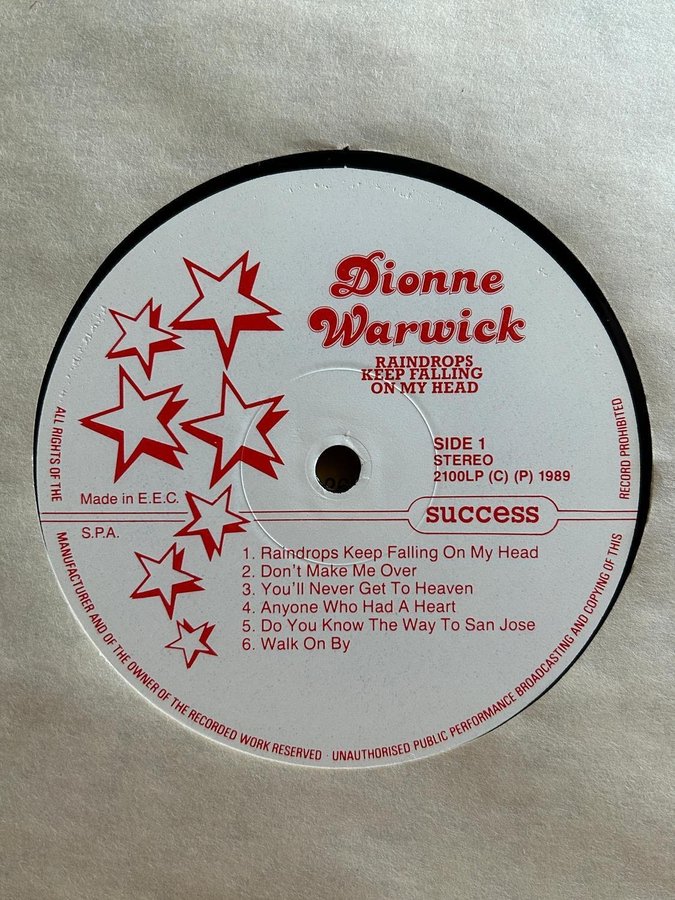 Dionne
Warwick
RAINDROPS
KEEP FALLING
ON MY HEAD
SIDE 1
STEREO
2100LP (C) (P) 1989
Made in E.E.C.
success
S.P.A.
1. Raindrops Keep Falling On My Head
2. Don't Make Me Over
3. You'll Never Get To Heaven
4. Anyone Who Had A Heart
5. Do You Know The Way To San Jose
6. Walk On By
ALL RIGHTS OF THE MANUFACTURER AND OF THE OWNER OF THE RECORDED WORK RESERVED · UNAUTHORISED PUBLIC PERFORMANCE BROADCASTING AND COPYING OF THIS RECORD PROHIBITED